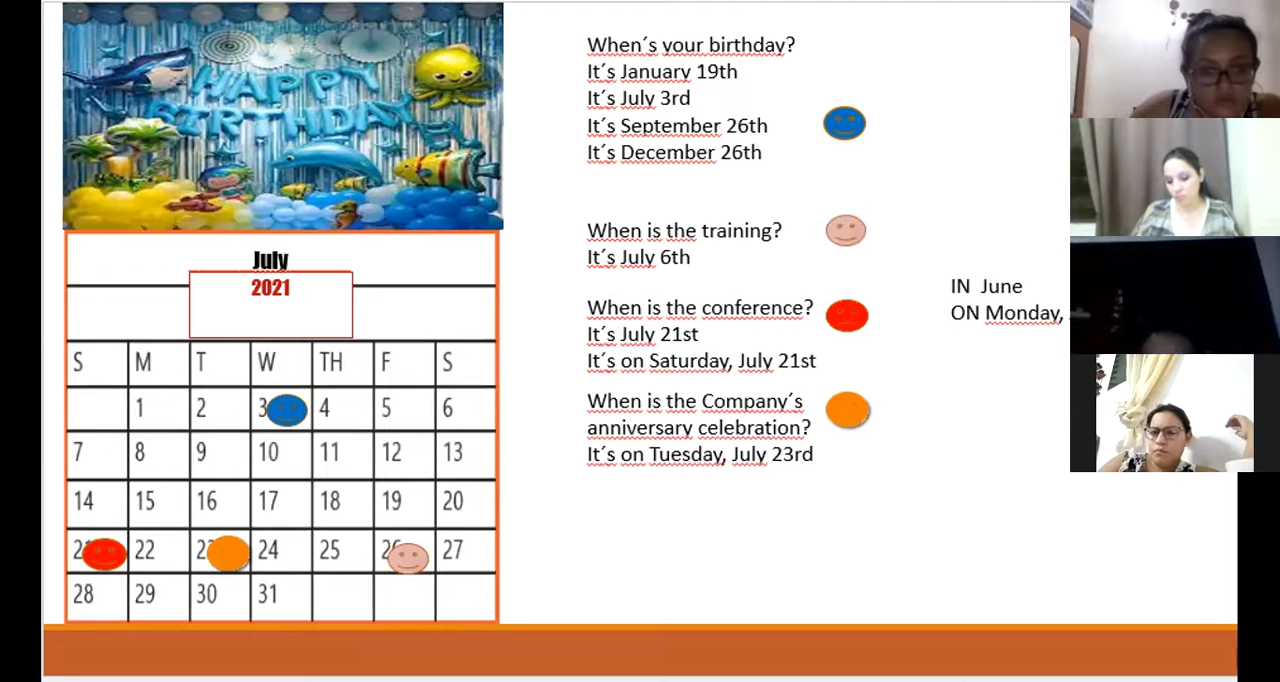 HAPPY
BIRTHDAY
July
2021
S M T W TH F S
1 2 3 4 5 6
7 8 9 10 11 12 13
14 15 16 17 18 19 20
22 24 25 27
28 29 30 31
When´s your birthday?
It´s January 19th
It´s July 3rd
It´s September 26th
It´s December 26th
When is the training?
It´s July 6th
When is the conference?
It´s July 21st
It´s on Saturday, July 21st
When is the Company´s
anniversary celebration?
It´s on Tuesday, July 23rd
IN June
ON Monday,